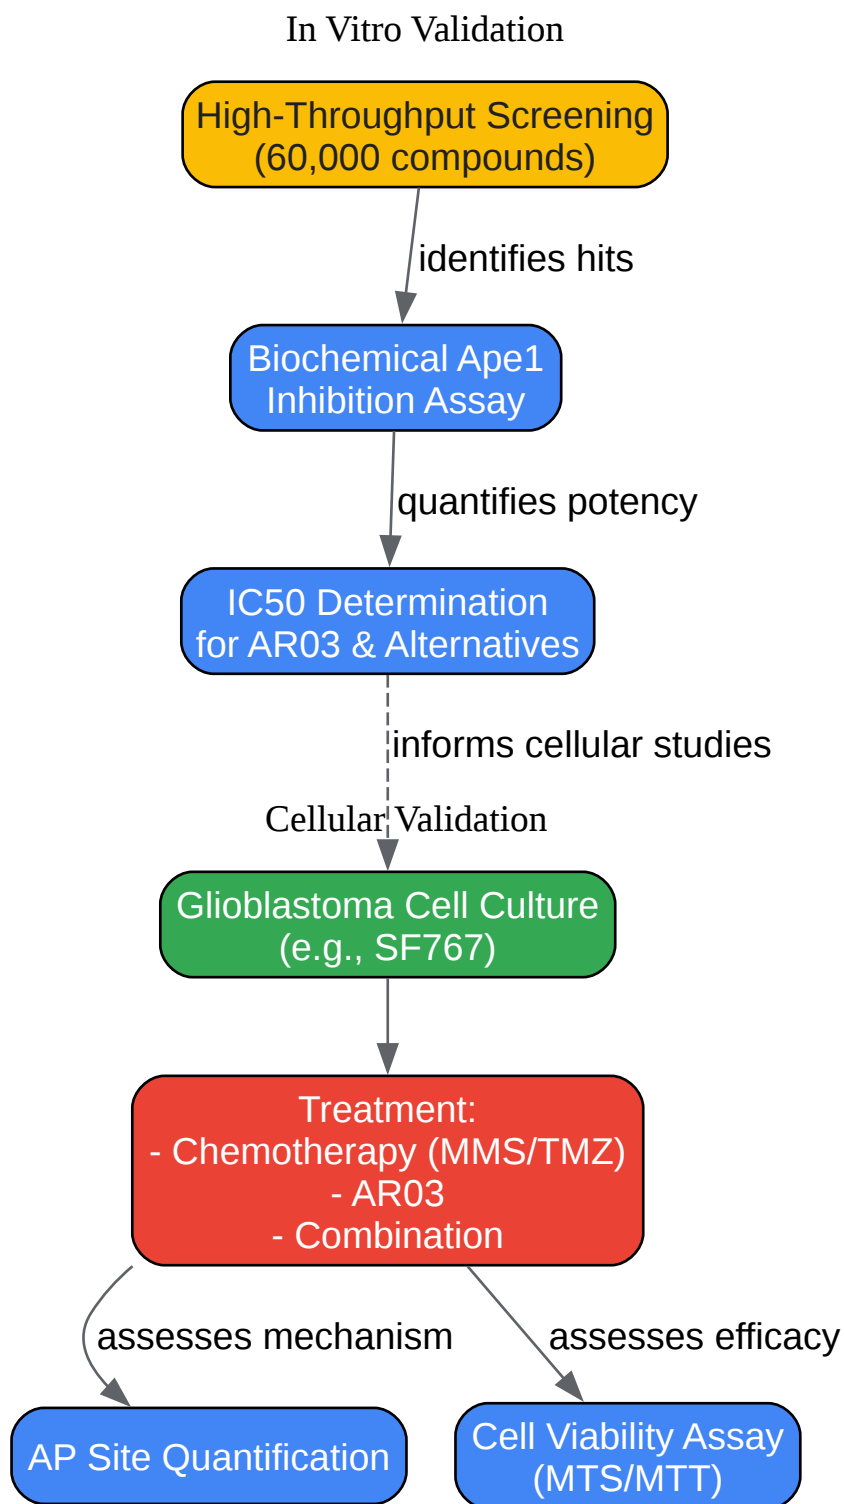 In Vitro Validation
High-Throughput Screening
(60,000 compounds)
identifies hits
Biochemical Ape1
Inhibition Assay
quantifies potency
IC50 Determination
for AR03 & Alternatives
informs cellular studies
Cellular Validation
Glioblastoma Cell Culture
(e.g., SF767)
Treatment:
- Chemotherapy (MMS/TMZ)
- AR03
- Combination
assesses mechanism
assesses efficacy
AP Site Quantification
Cell Viability Assay
(MTS/MTT)